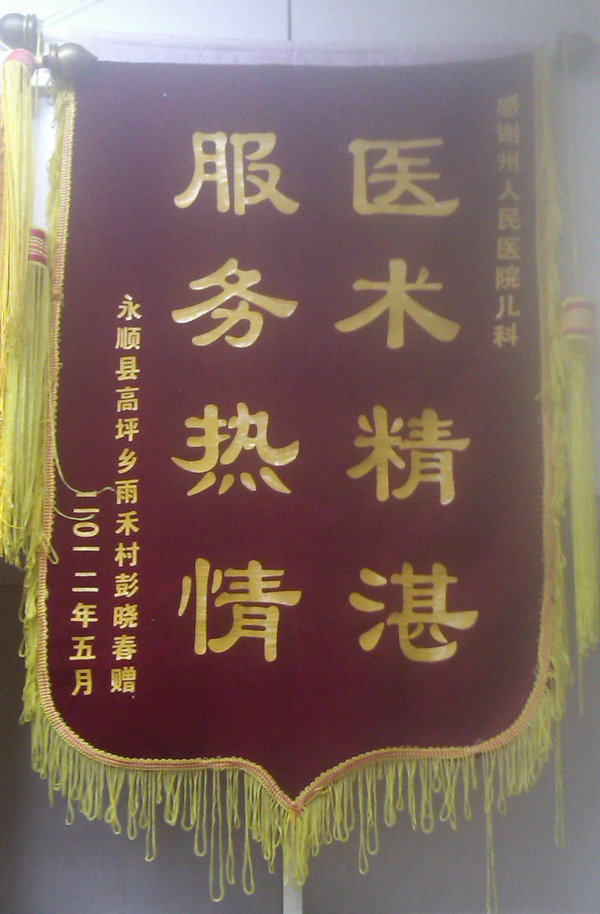 感谢州人民医院儿科
医术精湛
服务热情
永顺县高坪乡雨禾村彭晓春赠
二〇一二年五月